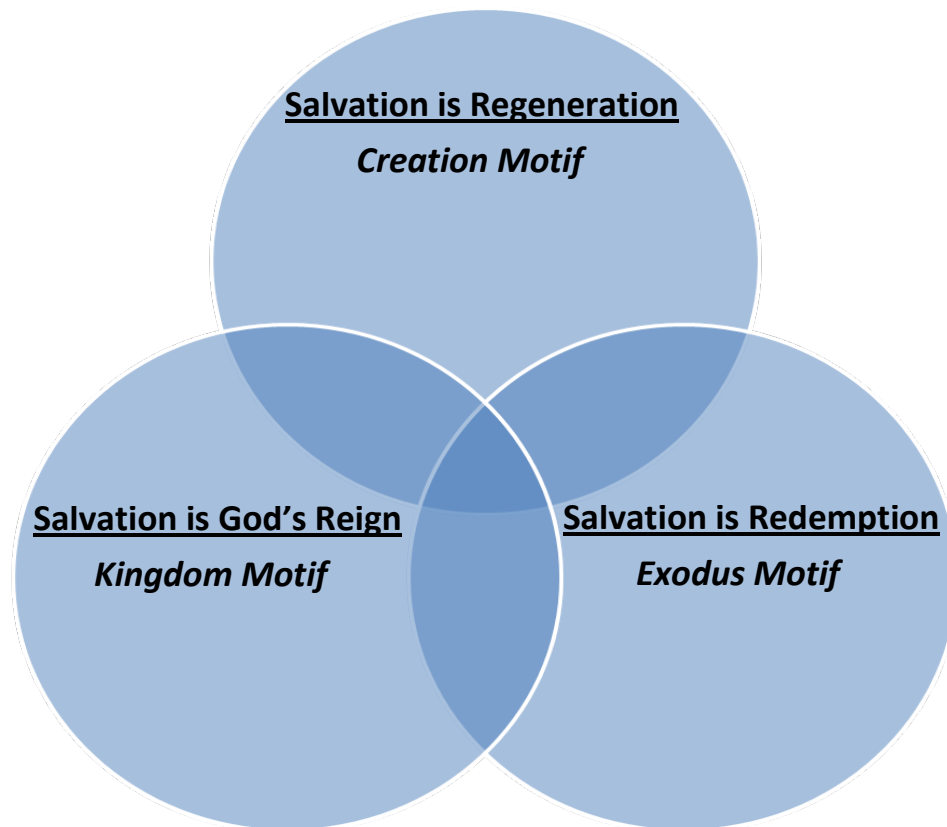 Salvation is Regeneration
Creation Motif
Salvation is God’s Reign
Kingdom Motif
Salvation is Redemption
Exodus Motif